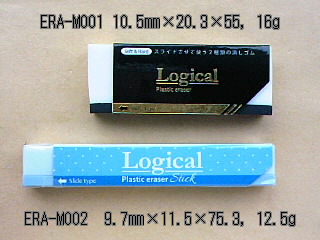 ERA-M001 10.5mm×20.3×55, 16g
Soft & Hard スライドさせて使う2種類の消しゴム
Logical
Plastic eraser
Logical
Plastic eraser Stick
Slide type
ERA-M002 9.7mm×11.5×75.3, 12.5g